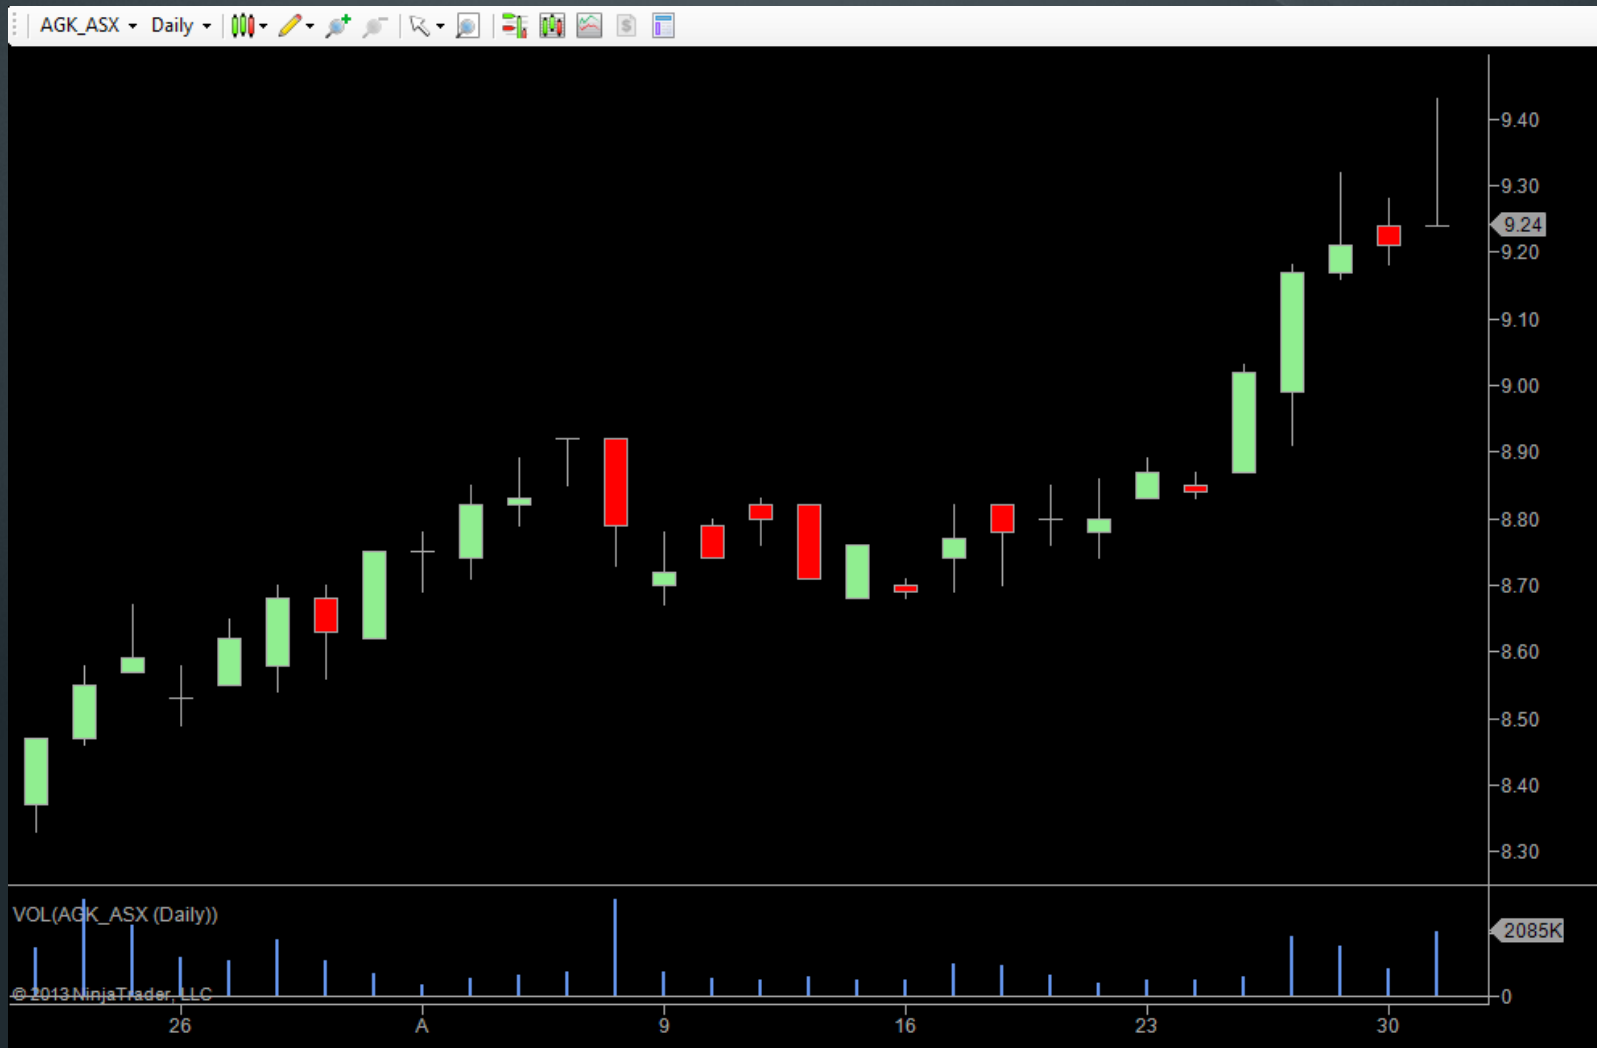 AGK_ASX Daily
9.40
9.30
9.24
9.20
9.10
9.00
8.90
8.80
8.70
8.60
8.50
8.40
8.30
VOL(AGK_ASX (Daily))
2085K
© 2013 NinjaTrader, LLC
0
26 A 9 16 23 30